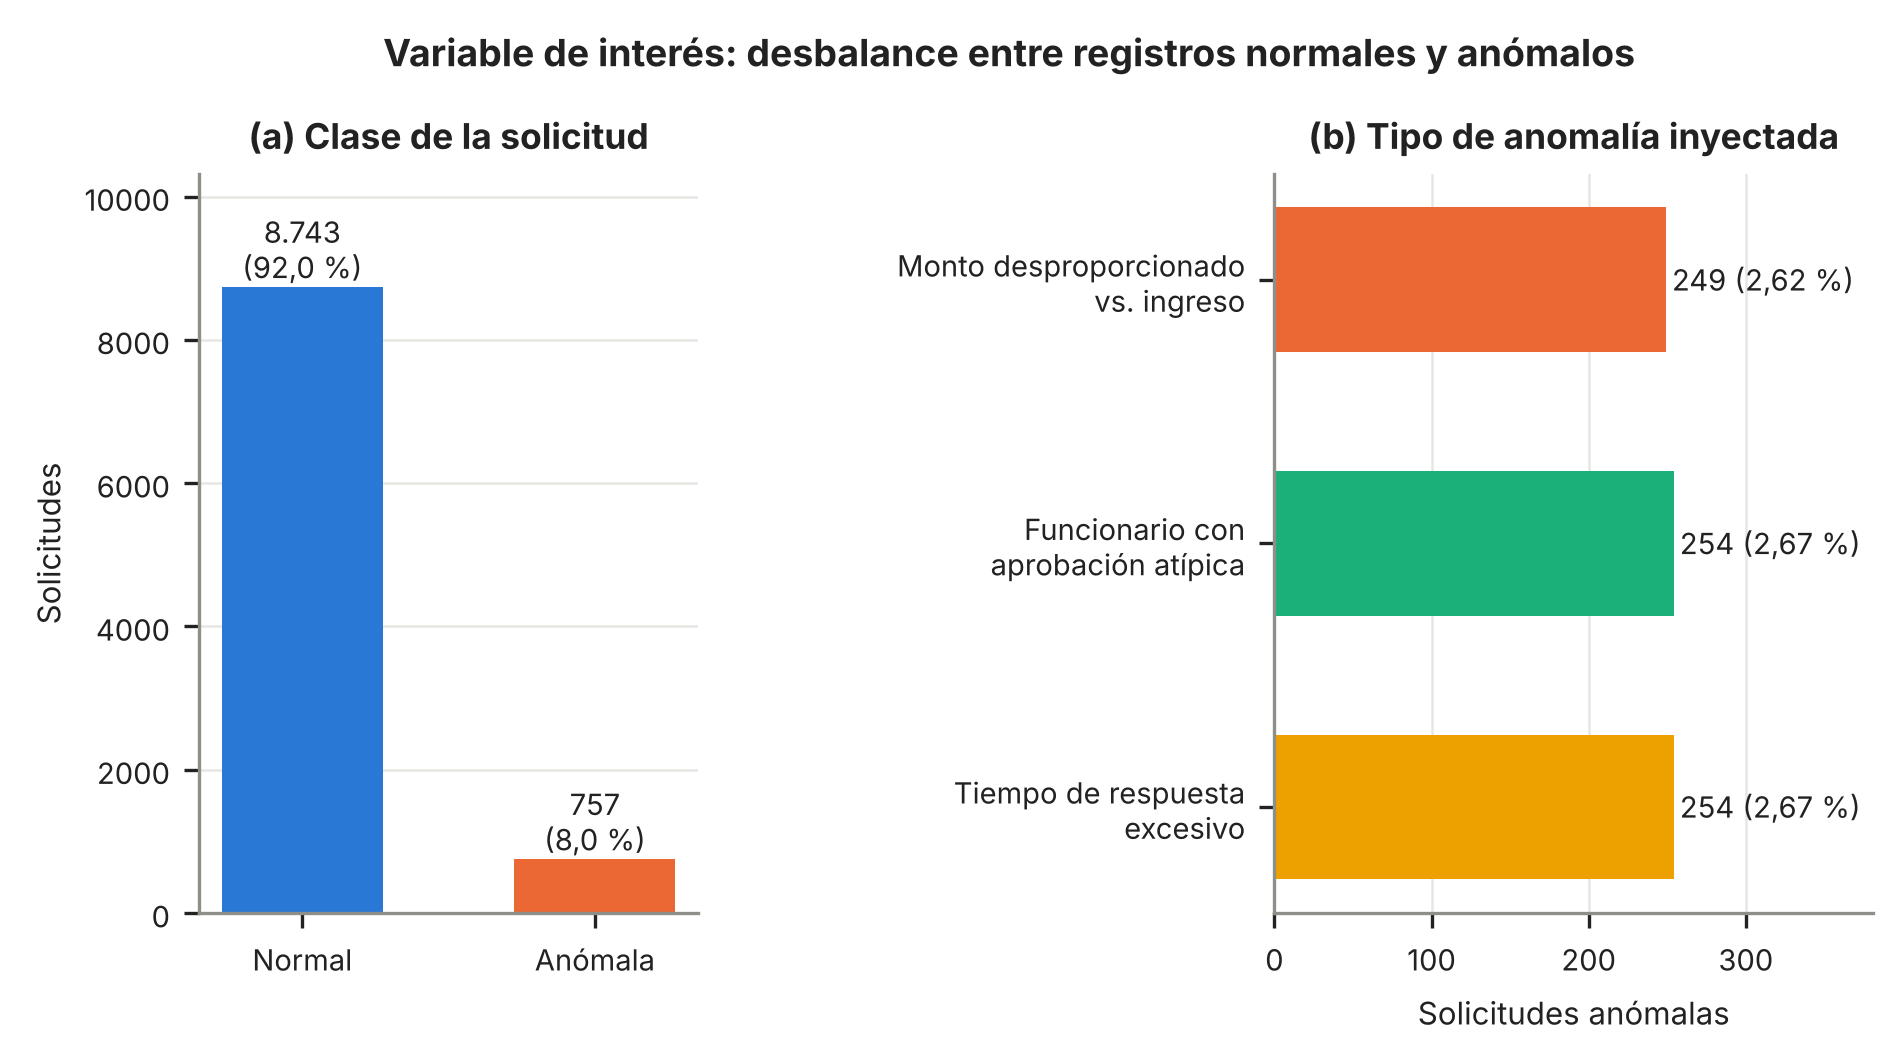 Variable de interés: desbalance entre registros normales y anómalos
(a) Clase de la solicitud
Solicitudes
10000
8000
6000
4000
2000
0
8.743
(92,0 %)
757
(8,0 %)
Normal
Anómala
(b) Tipo de anomalía inyectada
Monto desproporcionado
vs. ingreso
249 (2,62 %)
Funcionario con
aprobación atípica
254 (2,67 %)
Tiempo de respuesta
excesivo
254 (2,67 %)
0
100
200
300
Solicitudes anómalas